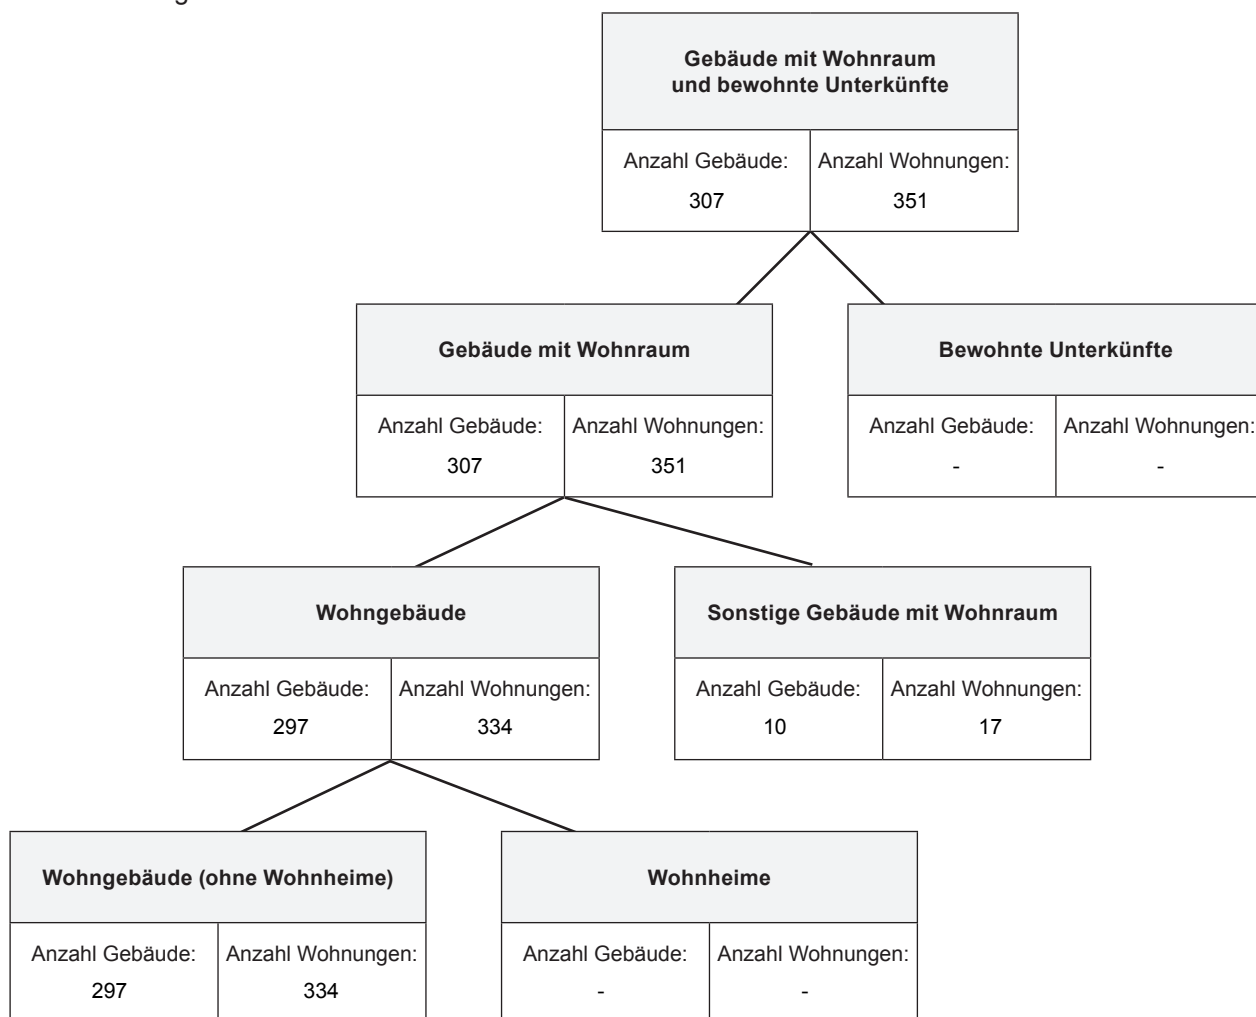 Gebäude mit Wohnraum
und bewohnte Unterkünfte
Anzahl Gebäude: Anzahl Wohnungen:
307 351
Gebäude mit Wohnraum
Anzahl Gebäude: Anzahl Wohnungen:
307 351
Bewohnte Unterkünfte
Anzahl Gebäude: Anzahl Wohnungen:
- -
Wohngebäude
Anzahl Gebäude: Anzahl Wohnungen:
297 334
Sonstige Gebäude mit Wohnraum
Anzahl Gebäude: Anzahl Wohnungen:
10 17
Wohngebäude (ohne Wohnheime)
Anzahl Gebäude: Anzahl Wohnungen:
297 334
Wohnheime
Anzahl Gebäude: Anzahl Wohnungen:
- -